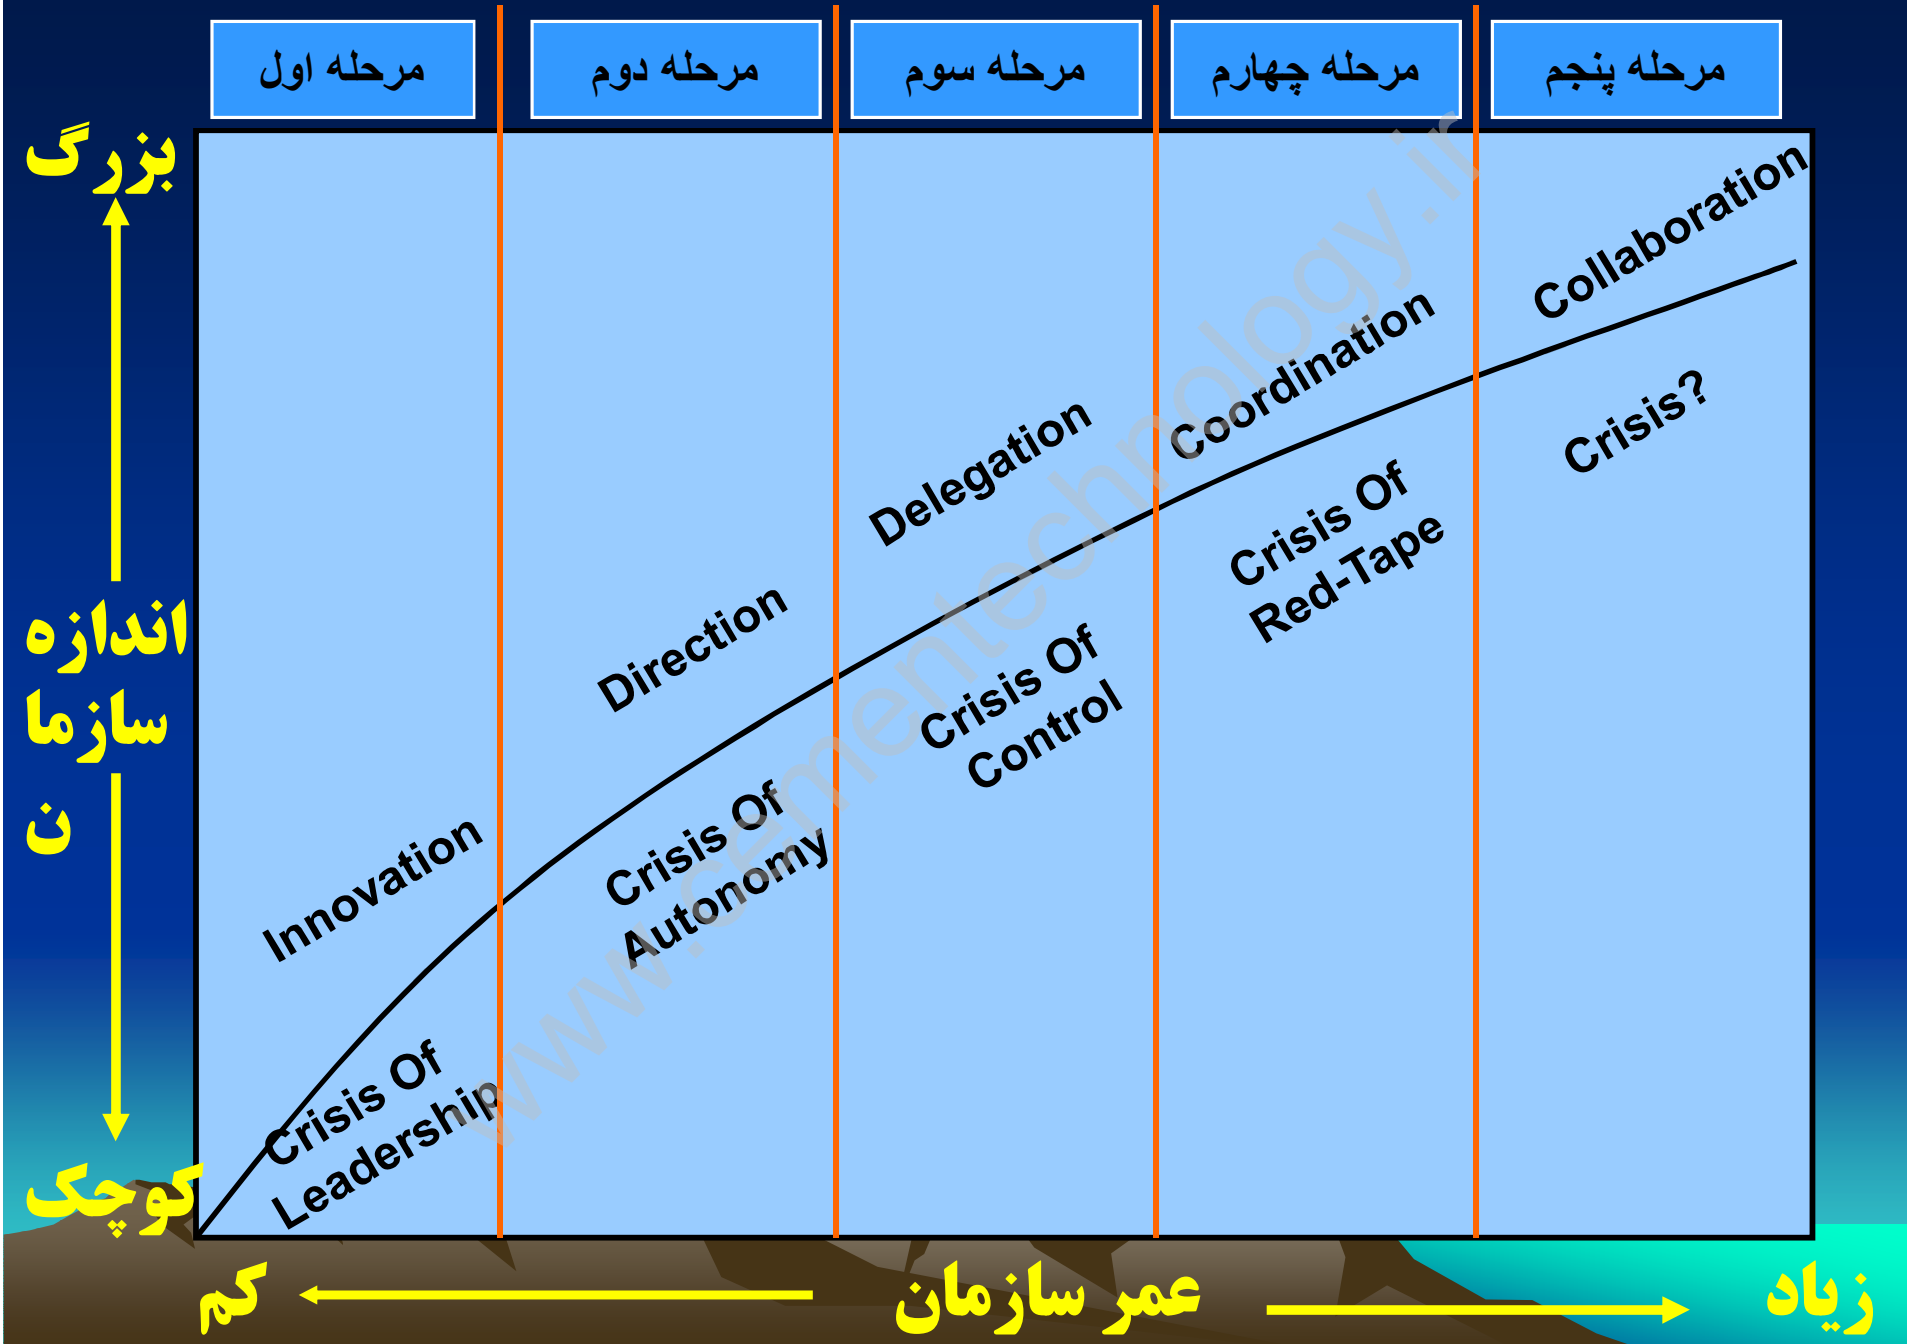 مرحله اول
مرحله دوم
مرحله سوم
مرحله چهارم
مرحله پنجم
بزرگ
اندازه
سازما
ن
کوچک
Innovation
Direction
Delegation
Coordination
Collaboration
Crisis Of
Leadership
Crisis Of
Autonomy
Crisis Of
Control
Crisis Of
Red-Tape
Crisis?
کم
عمر سازمان
زیاد
www.cementechnology.ir